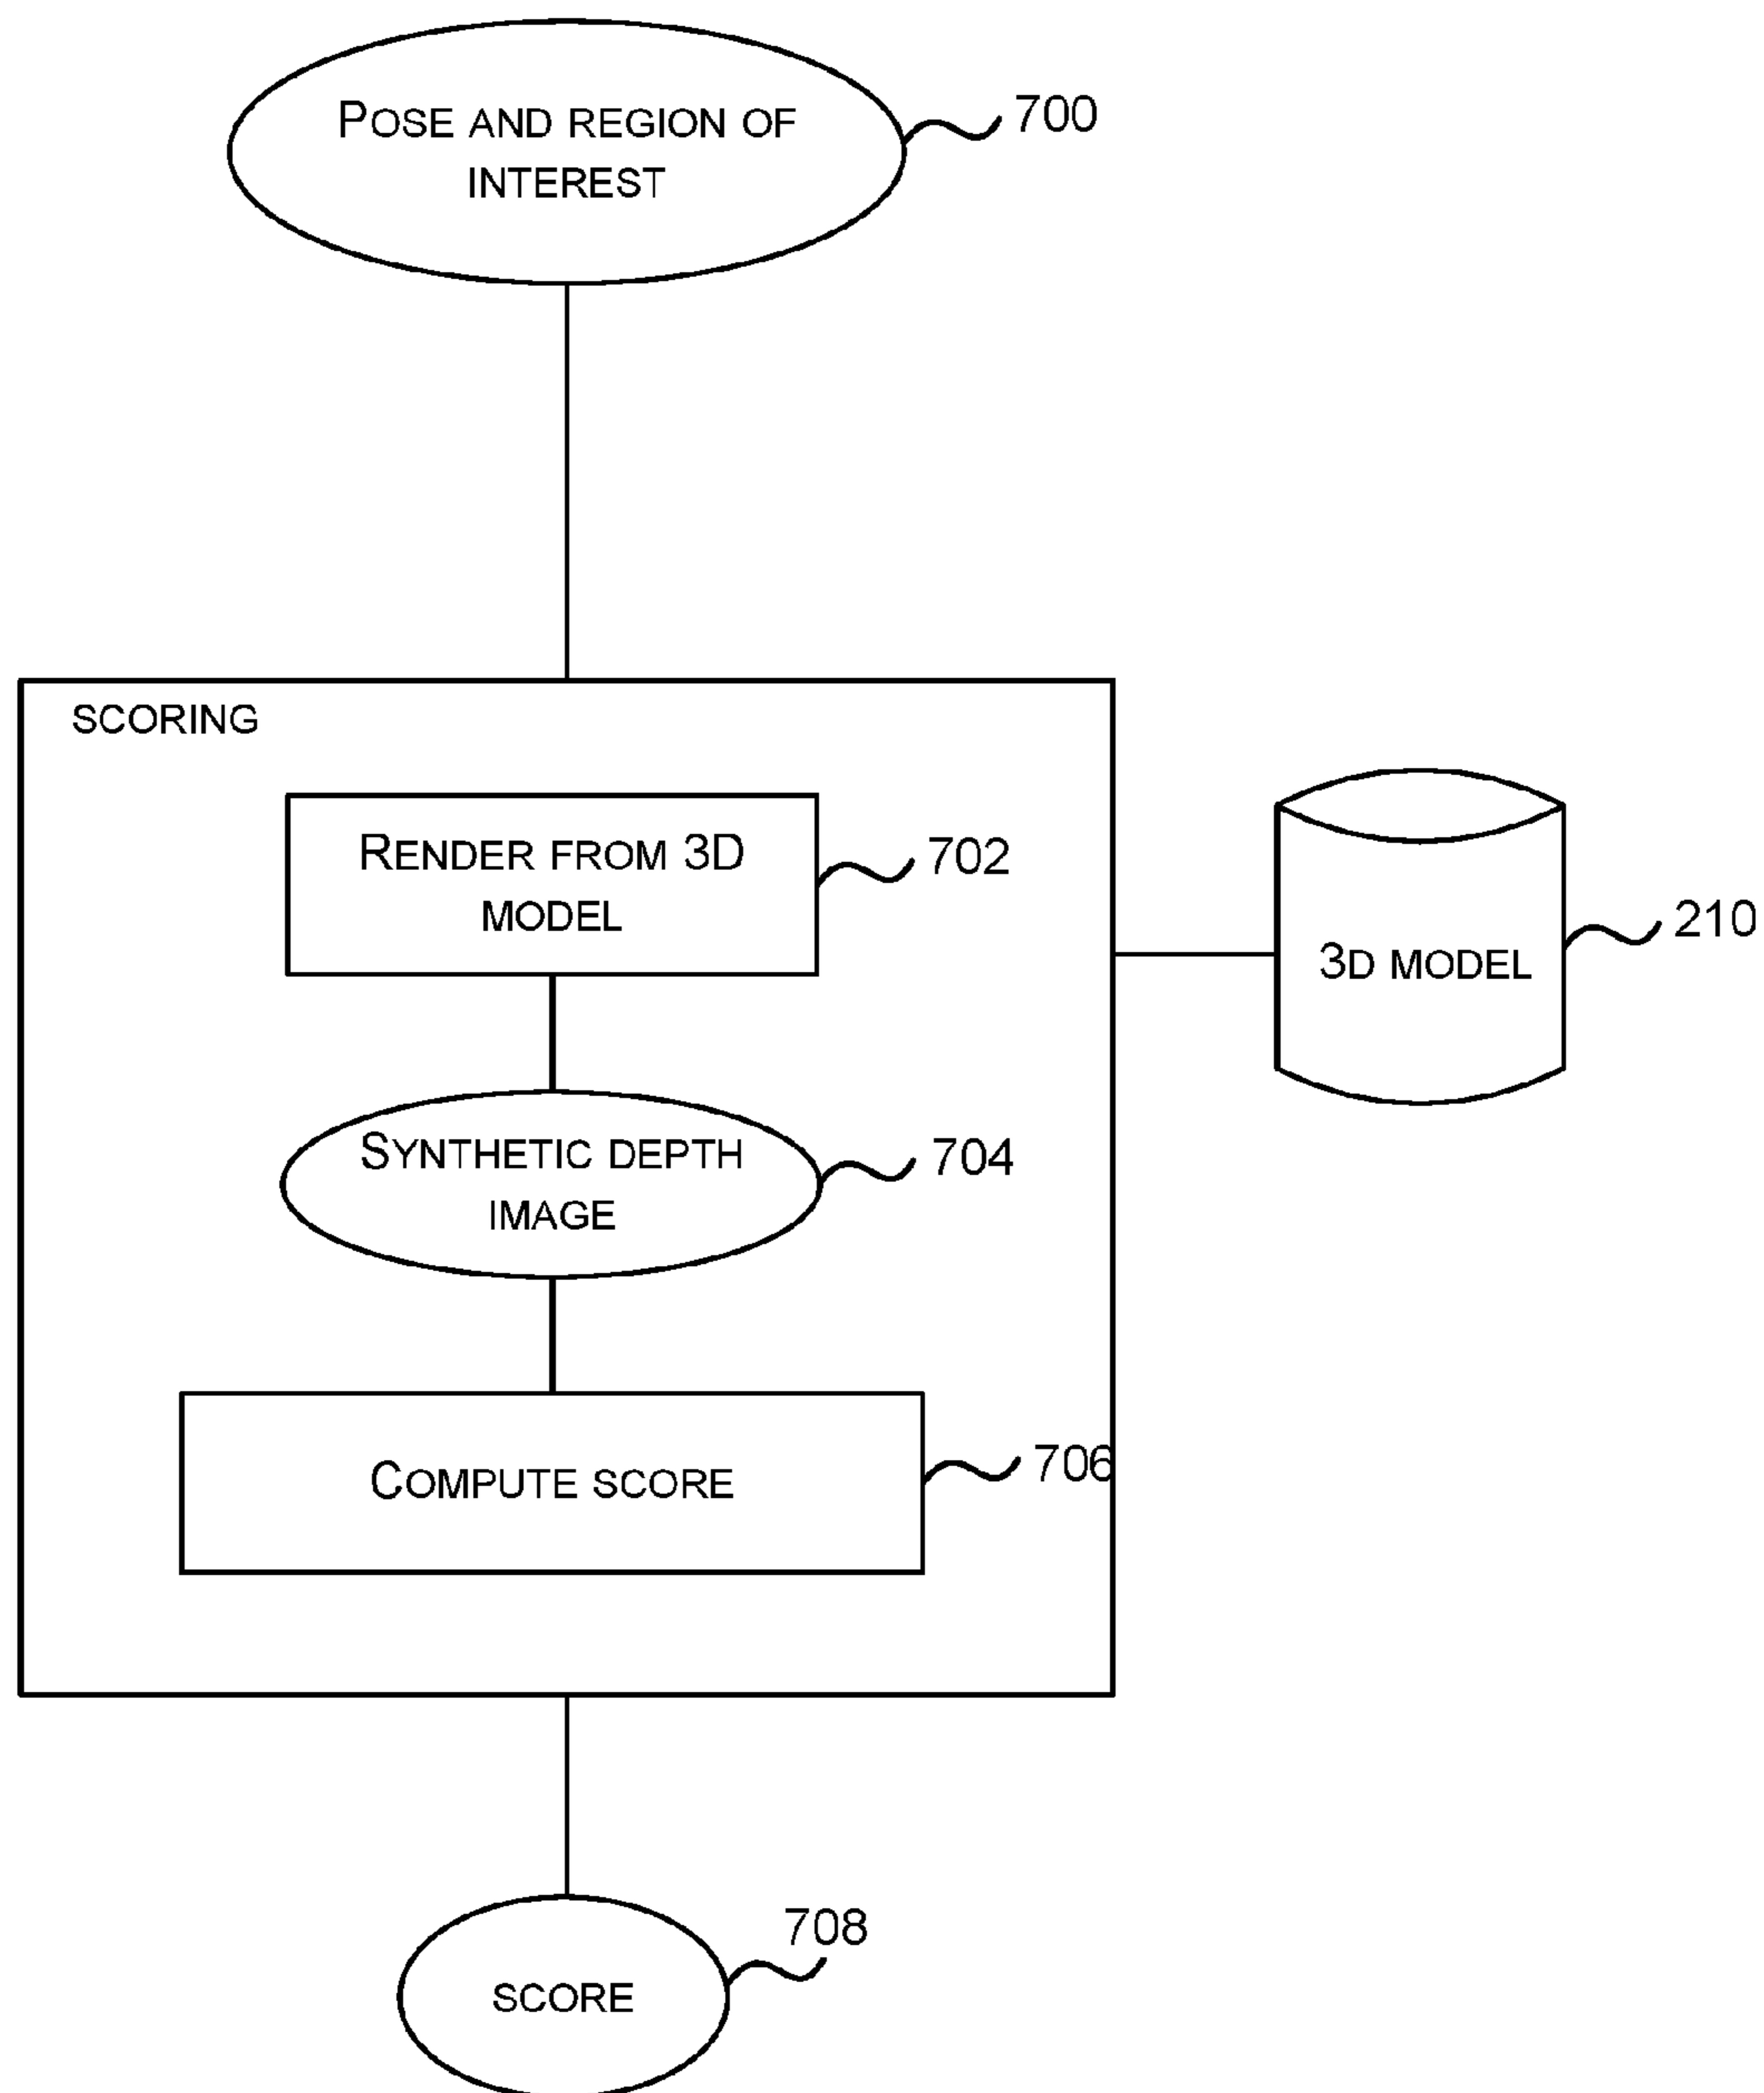 POSE AND REGION OF
INTEREST
700
SCORING
RENDER FROM 3D
MODEL
702
3D MODEL
210
SYNTHETIC DEPTH
IMAGE
704
COMPUTE SCORE
706
SCORE
708